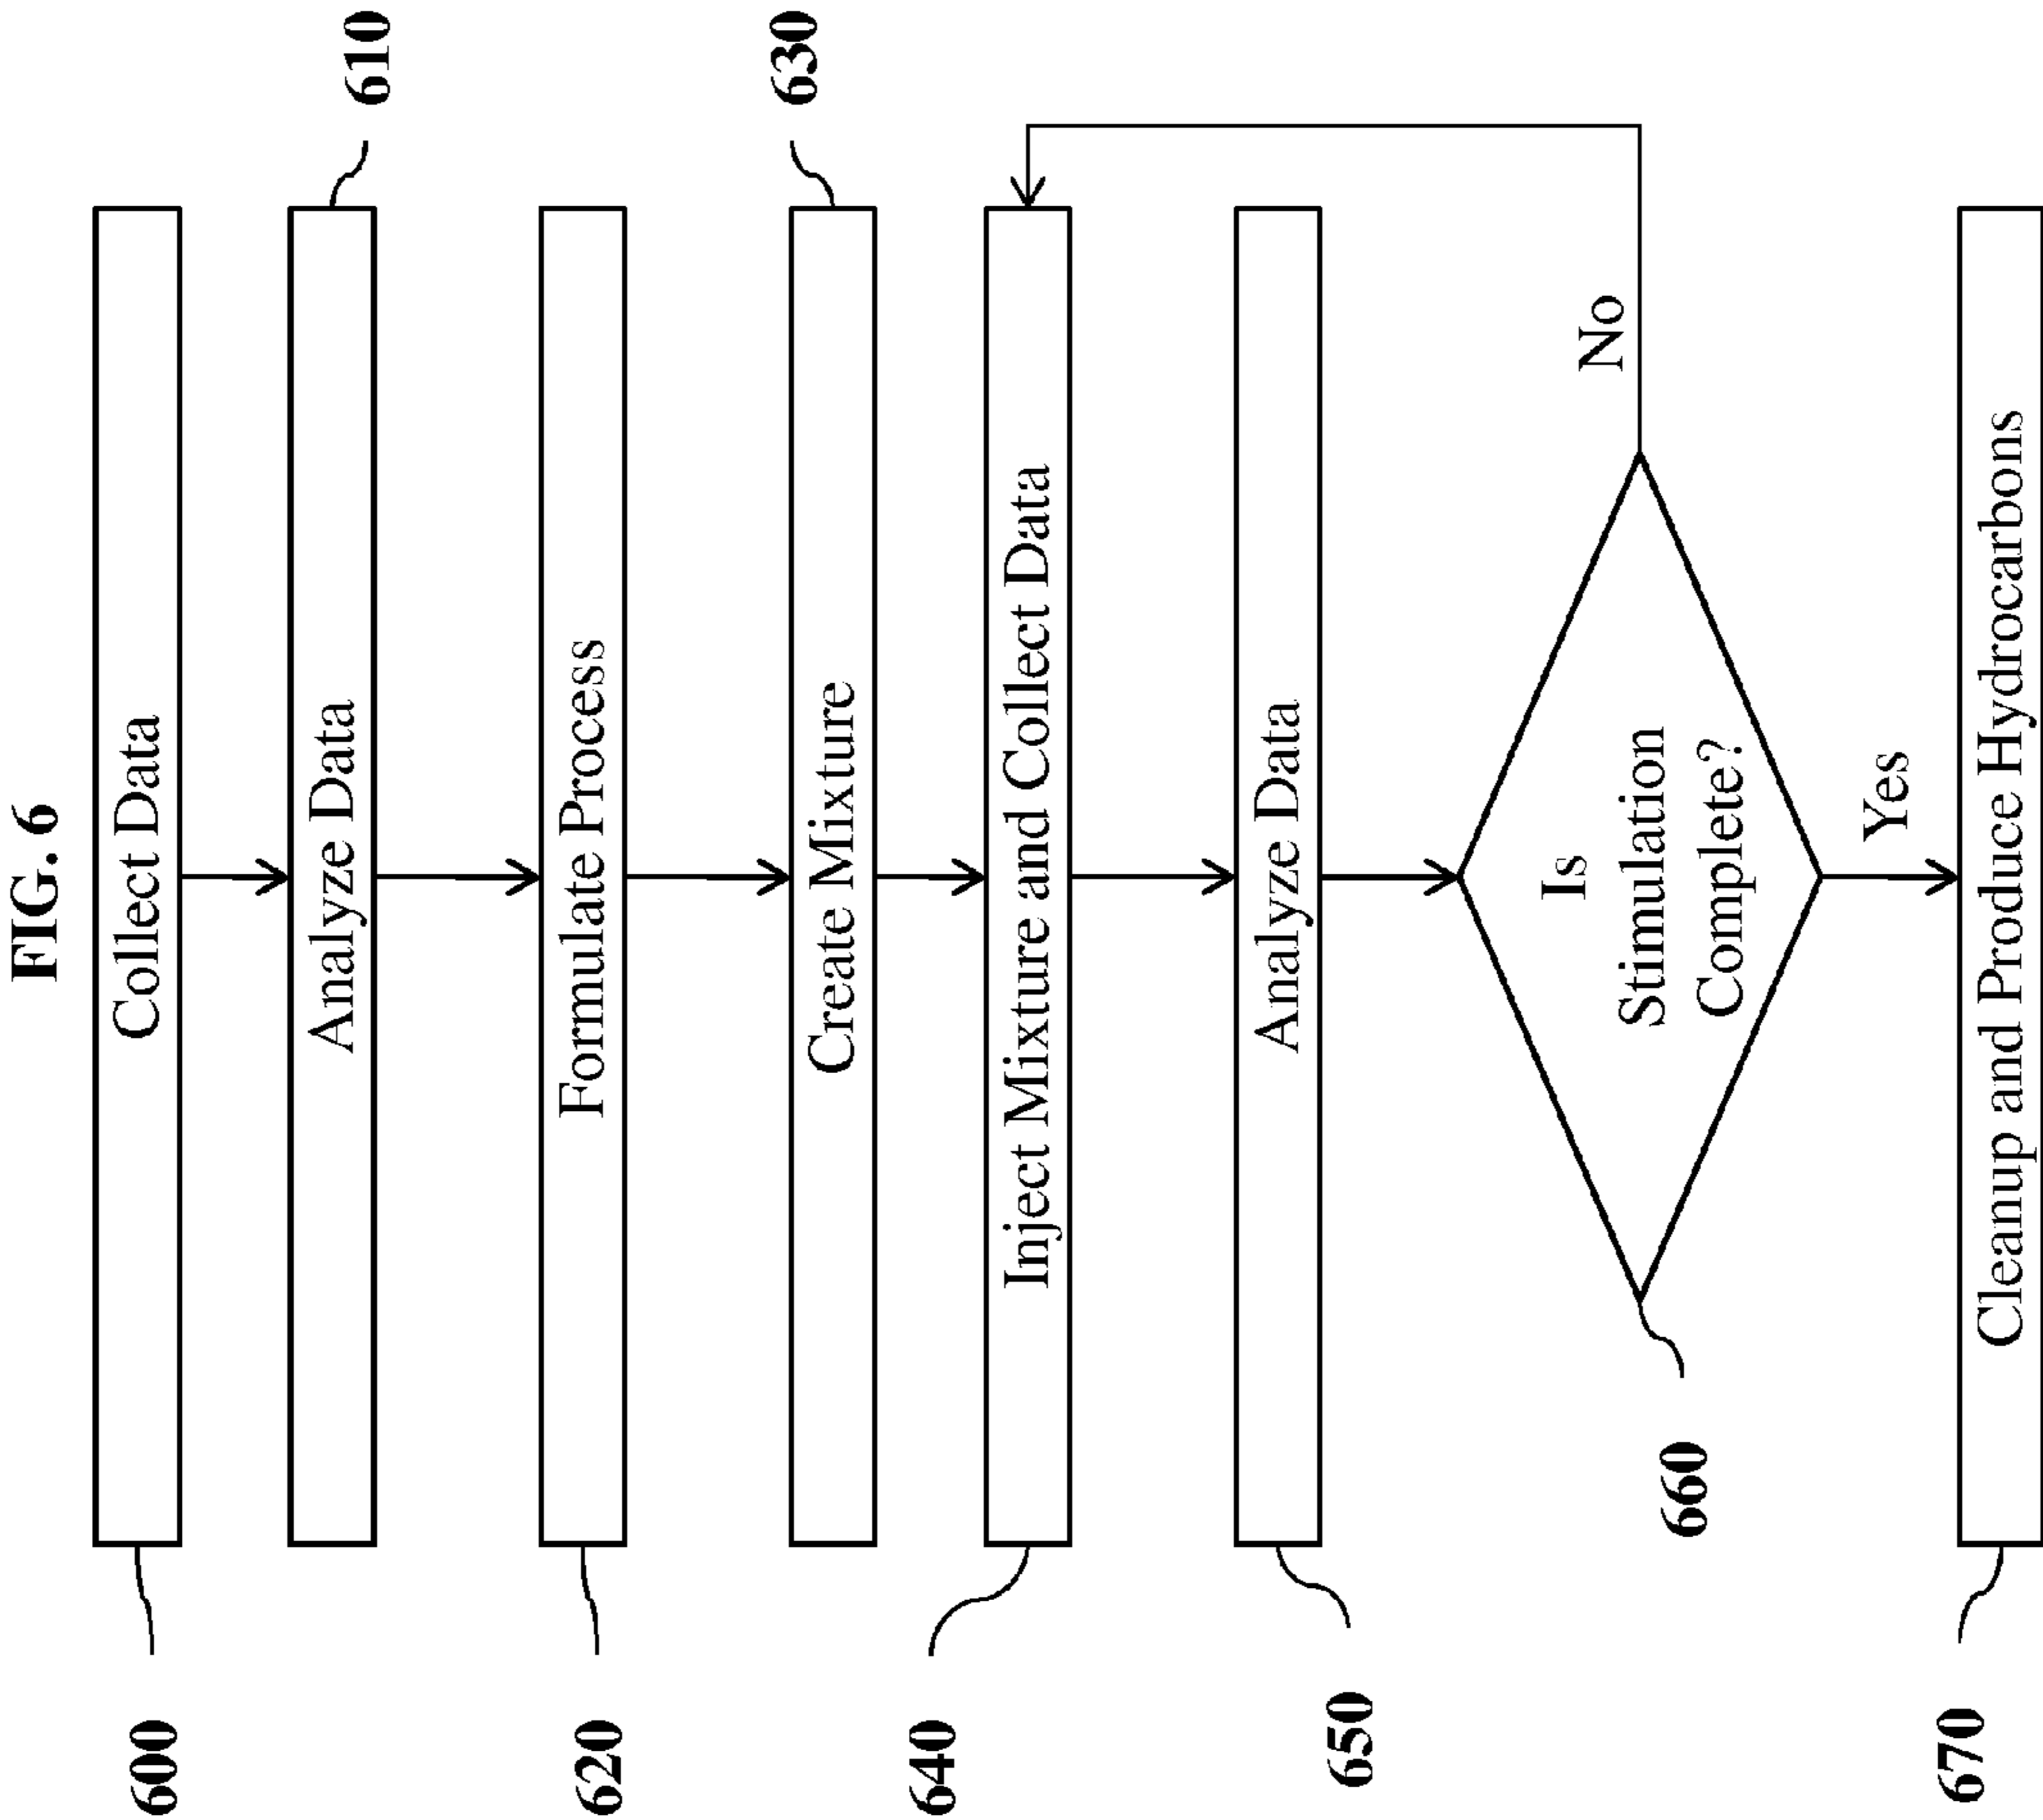 FIG. 6
600
Collect Data
Analyze Data
610
620
Formulate Process
Create Mixture
630
640
Inject Mixture and Collect Data
650
Analyze Data
660
Is
Stimulation
Complete?
No
Yes
670
Cleanup and Produce Hydrocarbons